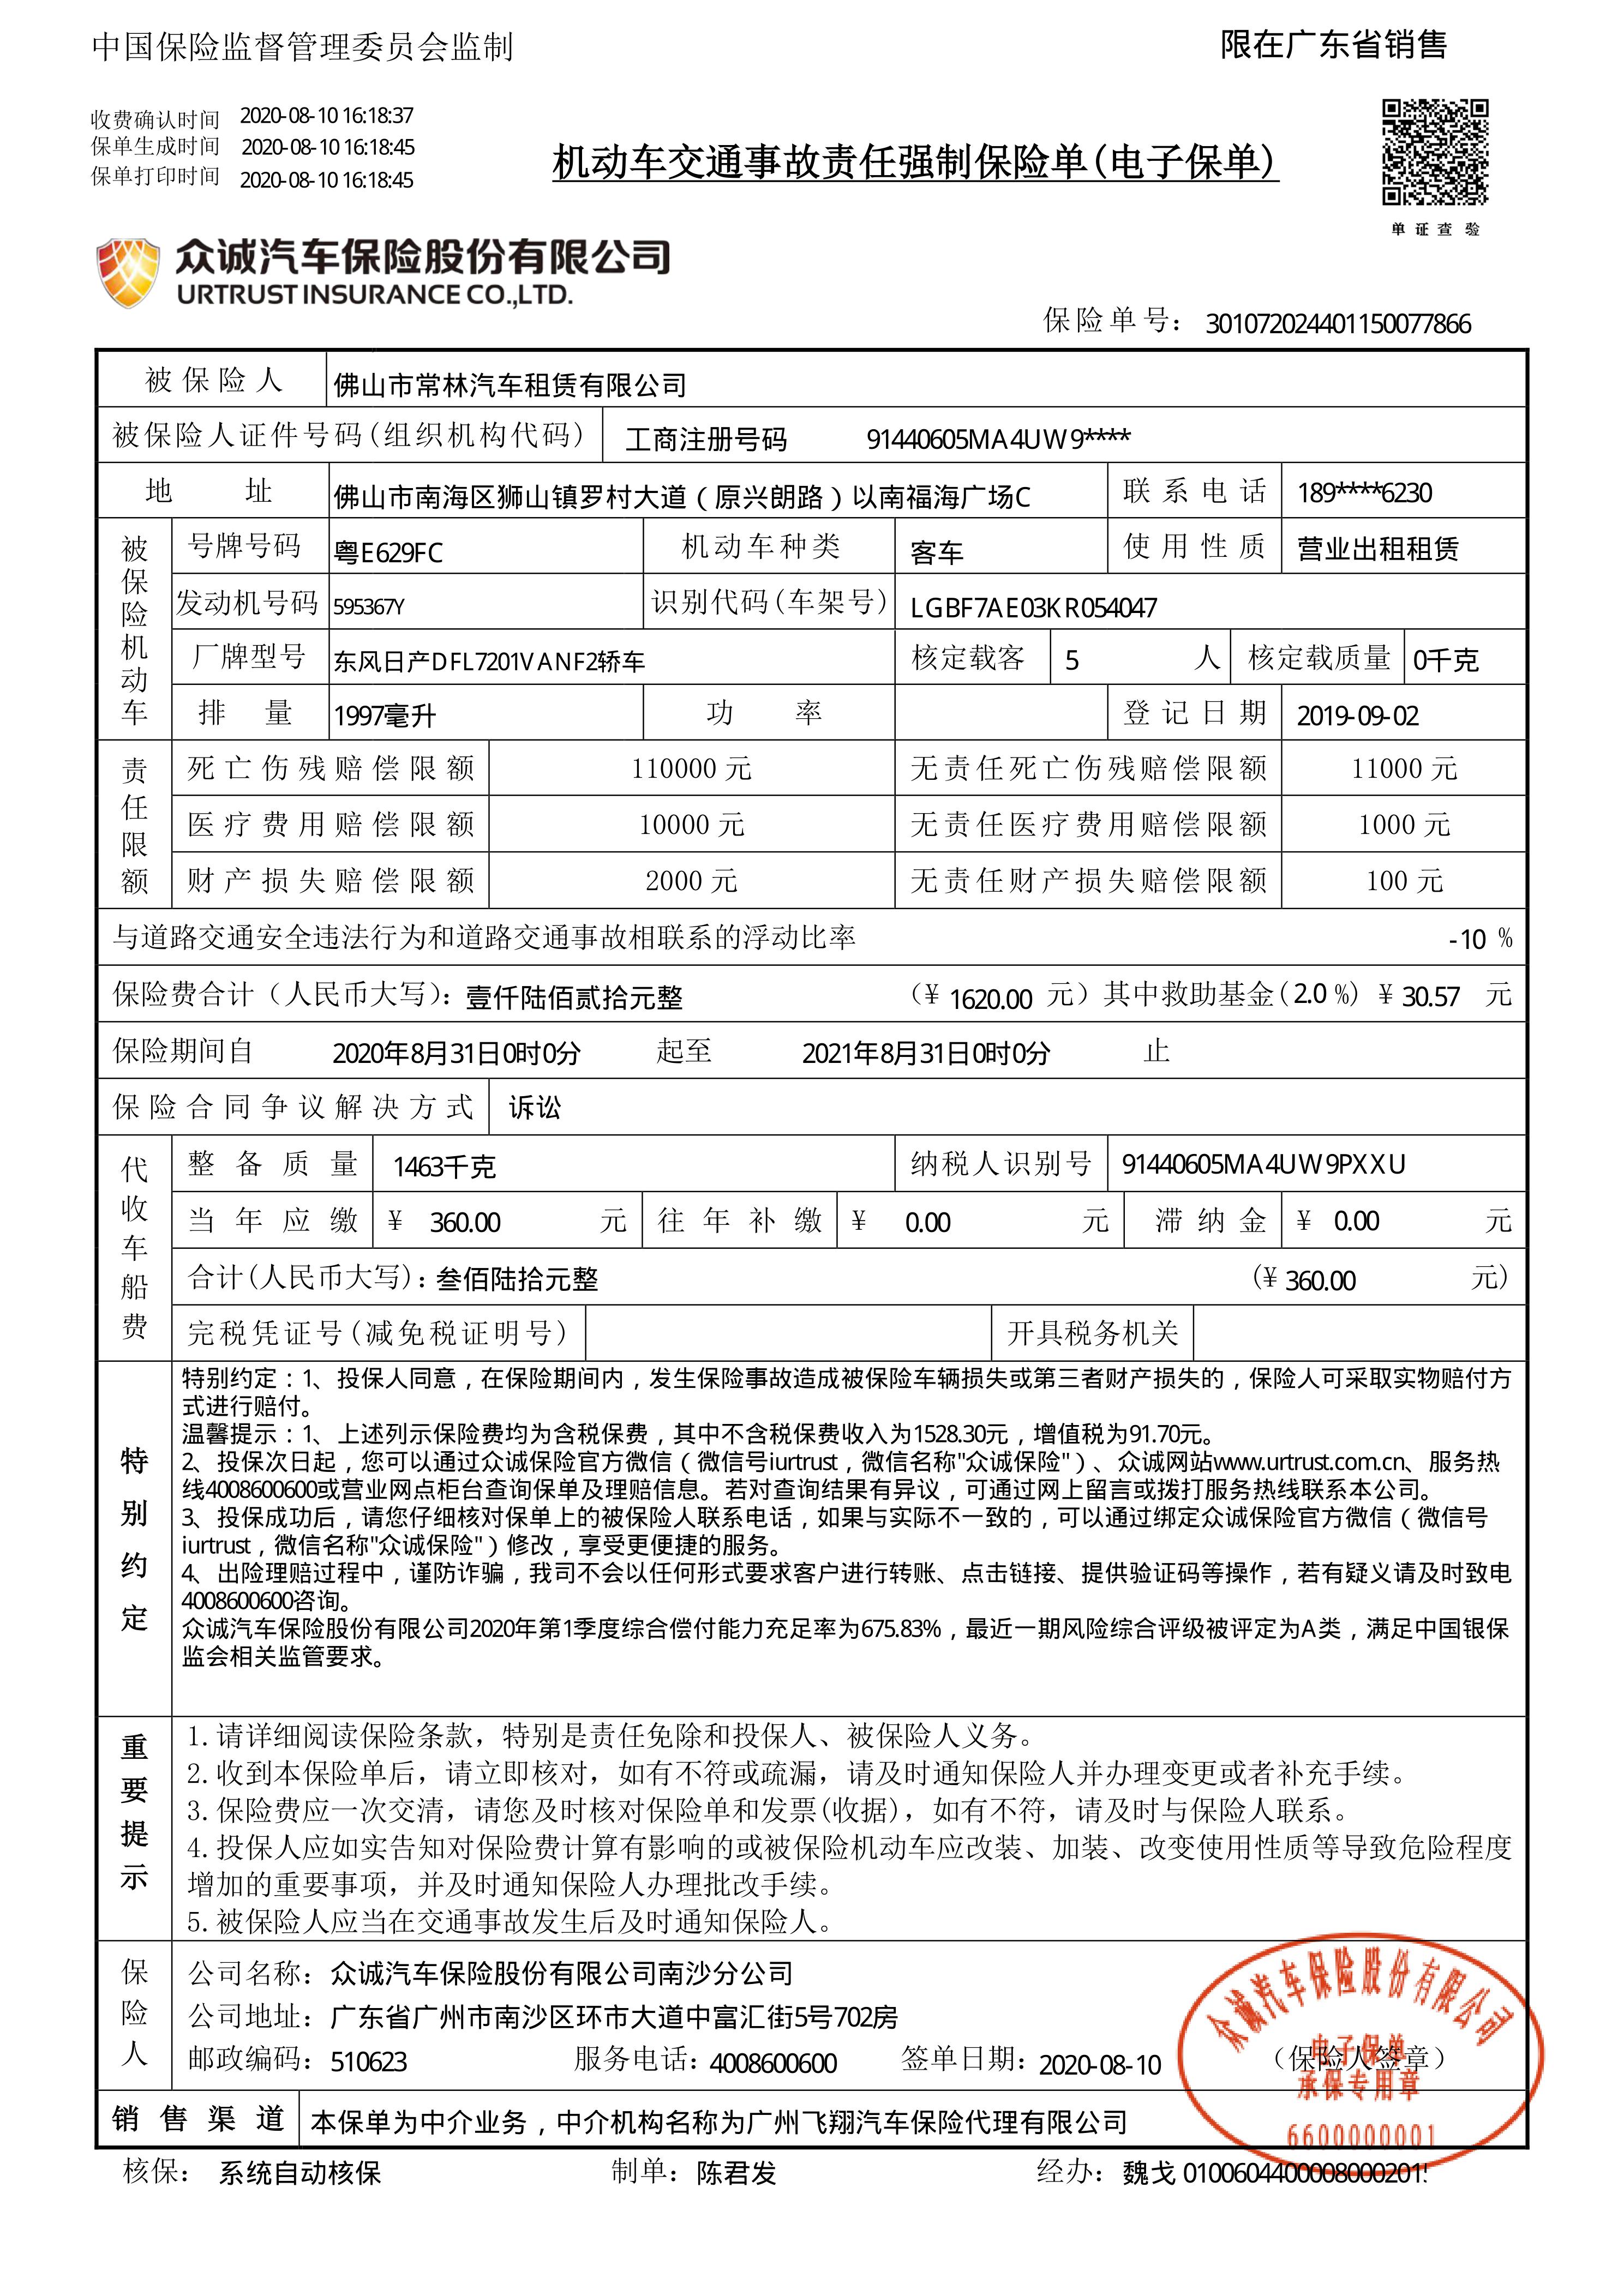 中国保险监督管理委员会监制
限在广东省销售
收费确认时间 2020-08-10 16:18:37
保单生成时间 2020-08-10 16:18:45
保单打印时间 2020-08-10 16:18:45
机动车交通事故责任强制保险单(电子保单)
单证查验
众诚汽车保险股份有限公司
URTRUST INSURANCE CO.,LTD.
保险单号： 301072024401150077866
被保险人 佛山市常林汽车租赁有限公司
被保险人证件号码(组织机构代码) 工商注册号码 91440605MA4UW9****
地 址 佛山市南海区狮山镇罗村大道（原兴朗路）以南福海广场C 联系电话 189****6230
被保险机动车
号牌号码 粤E629FC 机动车种类 客车 使用性质 营业出租租赁
发动机号码 595367Y 识别代码(车架号) LGBF7AE03KR054047
厂牌型号 东风日产DFL7201VANF2轿车 核定载客 5 人 核定载质量 0千克
排 量 1997毫升 功 率 登记日期 2019-09-02
责任限额
死亡伤残赔偿限额 110000 元 无责任死亡伤残赔偿限额 11000 元
医疗费用赔偿限额 10000 元 无责任医疗费用赔偿限额 1000 元
财产损失赔偿限额 2000 元 无责任财产损失赔偿限额 100 元
与道路交通安全违法行为和道路交通事故相联系的浮动比率 -10 %
保险费合计（人民币大写）：壹仟陆佰贰拾元整 （¥ 1620.00 元）其中救助基金(2.0 %) ¥ 30.57 元
保险期间自 2020年8月31日0时0分 起至 2021年8月31日0时0分 止
保险合同争议解决方式 诉讼
代收车船费
整备质量 1463千克 纳税人识别号 91440605MA4UW9PXXU
当年应缴 ¥ 360.00 元 往年补缴 ¥ 0.00 元 滞纳金 ¥ 0.00 元
合计(人民币大写)：叁佰陆拾元整 (¥ 360.00 元)
完税凭证号(减免税证明号) 开具税务机关
特别约定
特别约定：1、投保人同意，在保险期间内，发生保险事故造成被保险车辆损失或第三者财产损失的，保险人可采取实物赔付方
式进行赔付。
温馨提示：1、上述列示保险费均为含税保费，其中不含税保费收入为1528.30元，增值税为91.70元。
2、投保次日起，您可以通过众诚保险官方微信（微信号iurtrust，微信名称"众诚保险"）、众诚网站www.urtrust.com.cn、服务热
线4008600600或营业网点柜台查询保单及理赔信息。若对查询结果有异议，可通过网上留言或拨打服务热线联系本公司。
3、投保成功后，请您仔细核对保单上的被保险人联系电话，如果与实际不一致的，可以通过绑定众诚保险官方微信（微信号
iurtrust，微信名称"众诚保险"）修改，享受更便捷的服务。
4、出险理赔过程中，谨防诈骗，我司不会以任何形式要求客户进行转账、点击链接、提供验证码等操作，若有疑义请及时致电
4008600600咨询。
众诚汽车保险股份有限公司2020年第1季度综合偿付能力充足率为675.83%，最近一期风险综合评级被评定为A类，满足中国银保
监会相关监管要求。
重要提示
1.请详细阅读保险条款，特别是责任免除和投保人、被保险人义务。
2.收到本保险单后，请立即核对，如有不符或疏漏，请及时通知保险人并办理变更或者补充手续。
3.保险费应一次交清，请您及时核对保险单和发票(收据)，如有不符，请及时与保险人联系。
4.投保人应如实告知对保险费计算有影响的或被保险机动车应改装、加装、改变使用性质等导致危险程度
增加的重要事项，并及时通知保险人办理批改手续。
5.被保险人应当在交通事故发生后及时通知保险人。
保险人
公司名称：众诚汽车保险股份有限公司南沙分公司
公司地址：广东省广州市南沙区环市大道中富汇街5号702房
邮政编码：510623 服务电话：4008600600 签单日期：2020-08-10 （保险人签章）
众诚汽车保险股份有限公司
电子保单
承保专用章
6600000001
销售渠道 本保单为中介业务，中介机构名称为广州飞翔汽车保险代理有限公司
核保： 系统自动核保 制单：陈君发 经办：魏戈 01006044000080002015